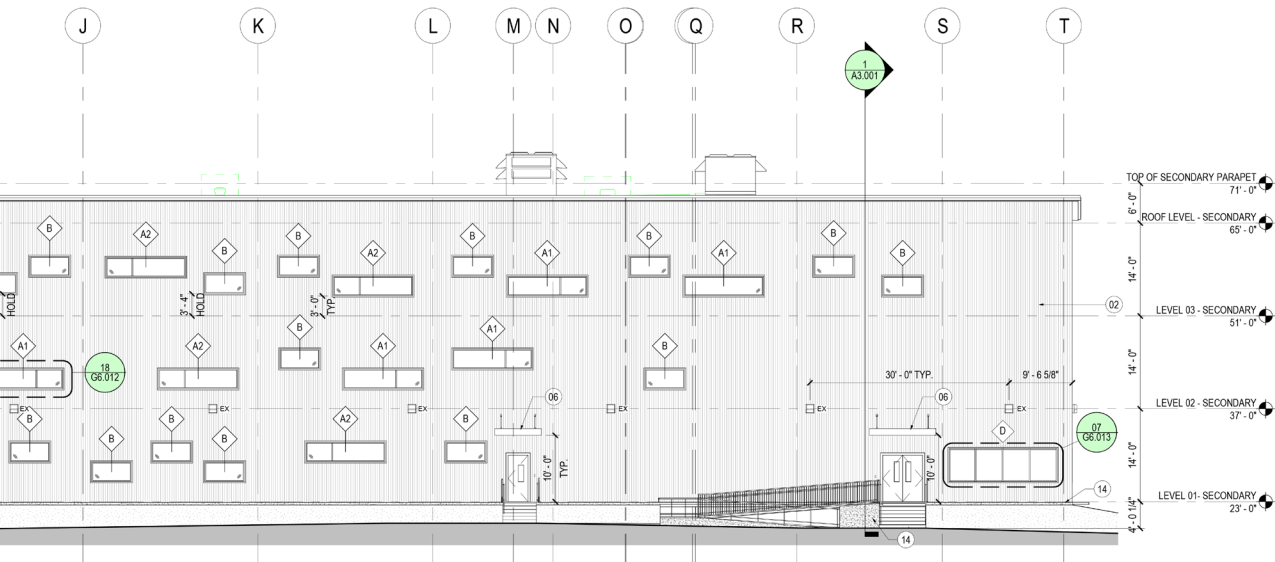 J K L M N O Q R S T
1
A3.001
TOP OF SECONDARY PARAPET
71' - 0"
6' - 0"
ROOF LEVEL - SECONDARY
65' - 0"
B A2 B B A2 B A1 B A1 B B
14' - 0"
3' - 4"
HOLD
HOLD
3' - 0"
TYP.
02
LEVEL 03 - SECONDARY
51' - 0"
A1 A2 B A1 A1 B
18
G6.012
14' - 0"
30' - 0" TYP.
9' - 6 5/8"
06
06
LEVEL 02 - SECONDARY
37' - 0"
EX EX EX EX EX EX
B B B B A2 B
D
07
G6.013
10' - 0"
TYP.
10' - 0"
14' - 0"
14
LEVEL 01- SECONDARY
23' - 0"
4' - 0 1/4"
14